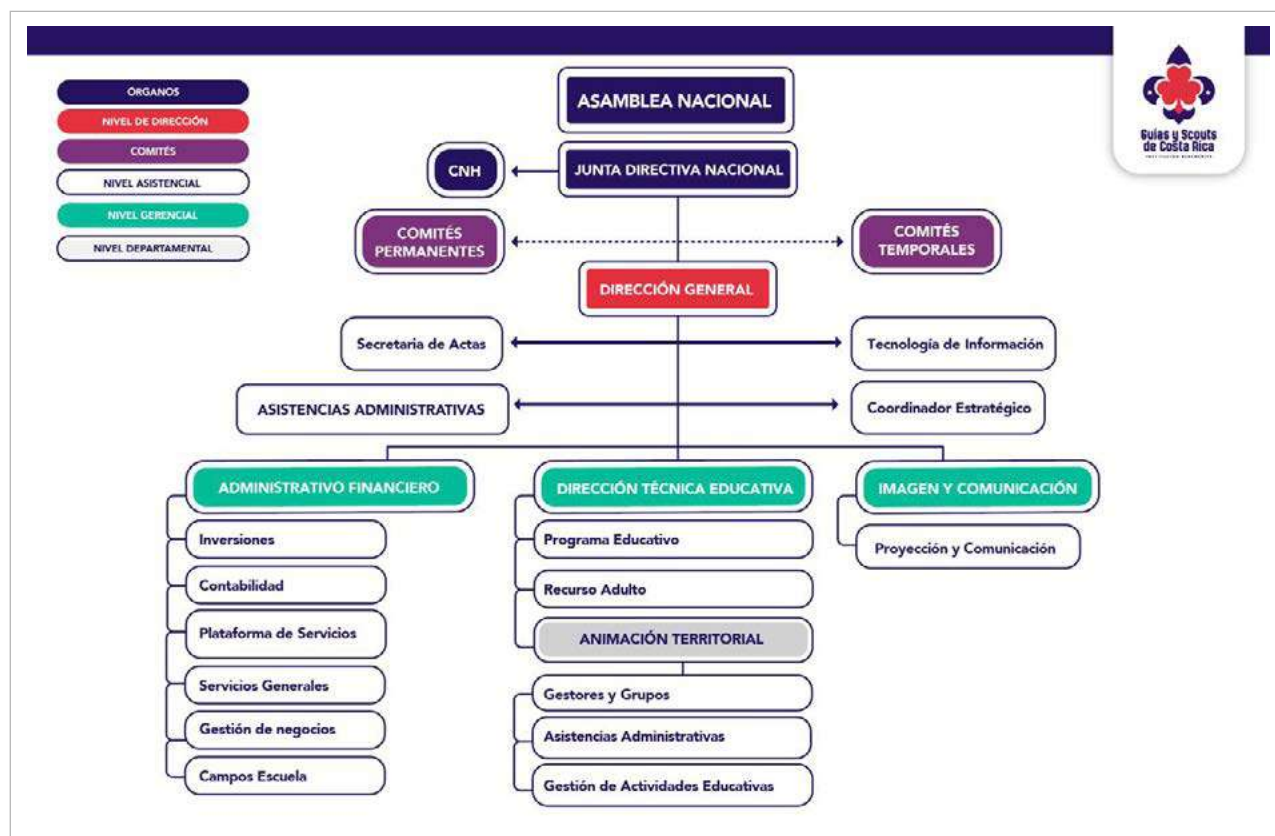 ÓRGANOS
NIVEL DE DIRECCIÓN
COMITÉS
NIVEL ASISTENCIAL
NIVEL GERENCIAL
NIVEL DEPARTAMENTAL
Guías y Scouts
de Costa Rica
ASAMBLEA NACIONAL
CNH
JUNTA DIRECTIVA NACIONAL
COMITÉS
PERMANENTES
COMITÉS
TEMPORALES
DIRECCIÓN GENERAL
Secretaria de Actas
Tecnología de Información
ASISTENCIAS ADMINISTRATIVAS
Coordinador Estratégico
ADMINISTRATIVO FINANCIERO
Inversiones
Contabilidad
Plataforma de Servicios
Servicios Generales
Gestión de negocios
Campos Escuela
DIRECCIÓN TÉCNICA EDUCATIVA
Programa Educativo
Recurso Adulto
ANIMACIÓN TERRITORIAL
Gestores y Grupos
Asistencias Administrativas
Gestión de Actividades Educativas
IMAGEN Y COMUNICACIÓN
Proyección y Comunicación